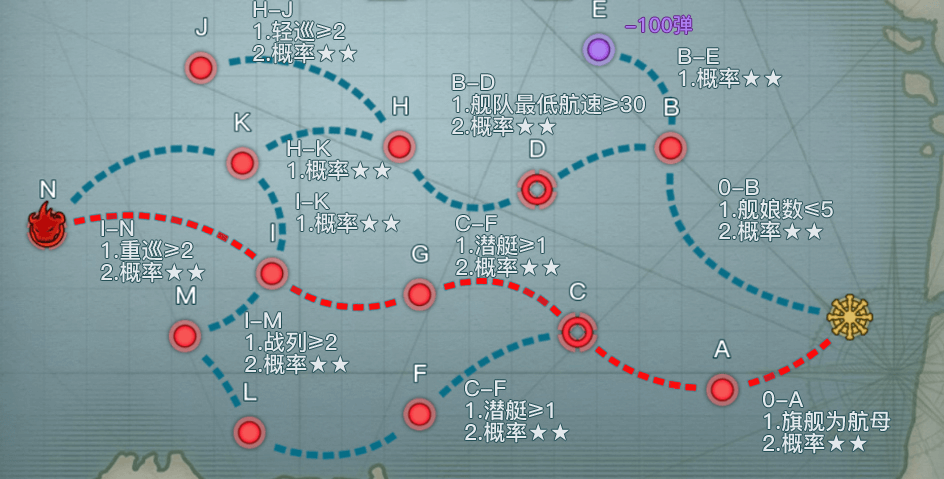 H-J
1.轻巡≥2
2.概率★★
J
E
-100弹
B-E
1.概率★★
B-D
1.舰队最低航速≥30
2.概率★★
H
B
K
H-K
1.概率★★
D
N
I-K
1.概率★★
0-B
1.舰娘数≤5
2.概率★★
I-N
1.重巡≥2
2.概率★★
I
C-F
1.潜艇≥1
2.概率★★
G
M
C
I-M
1.战列≥2
2.概率★★
A
L
F
C-F
1.潜艇≥1
2.概率★★
0-A
1.旗舰为航母
2.概率★★